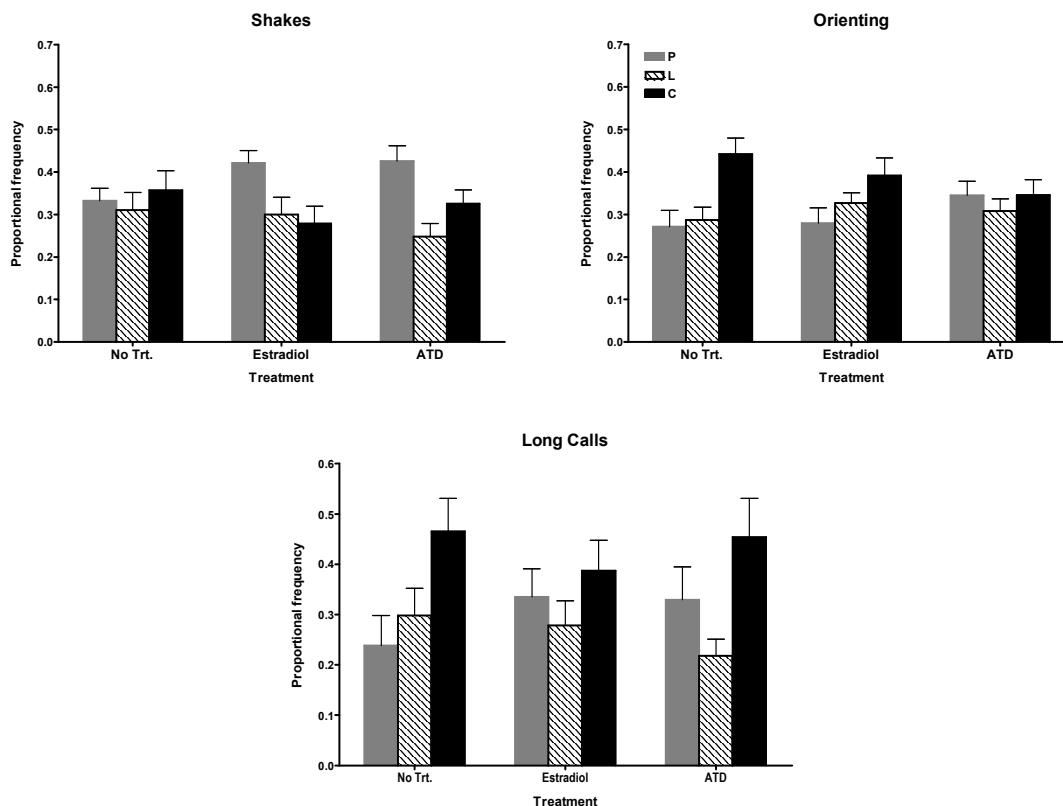 Shakes
0.7
0.6
0.5
0.4
0.3
0.2
0.1
0.0
Proportional frequency
No Trt.
Estradiol
ATD
Treatment
Orienting
0.7
0.6
0.5
0.4
0.3
0.2
0.1
0.0
Proportional frequency
P
L
C
No Trt.
Estradiol
ATD
Treatment
Long Calls
0.6
0.5
0.4
0.3
0.2
0.1
0.0
Proportional frequency
No Trt.
Estradiol
ATD
Treatment